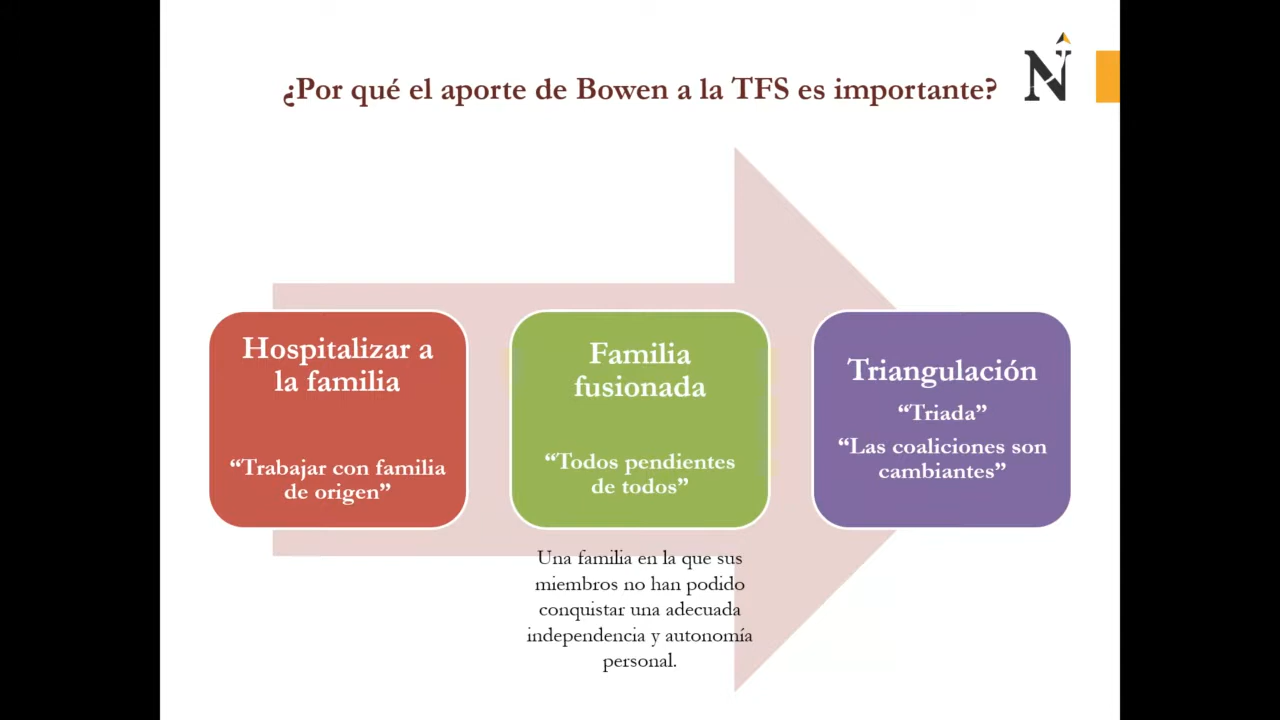 ¿Por qué el aporte de Bowen a la TFS es importante?
N
Hospitalizar a
la familia
“Trabajar con familia
de origen”
Familia
fusionada
“Todos pendientes
de todos”
Triangulación
“Triada”
“Las coaliciones son
cambiantes”
Una familia en la que sus
miembros no han podido
conquistar una adecuada
independencia y autonomía
personal.